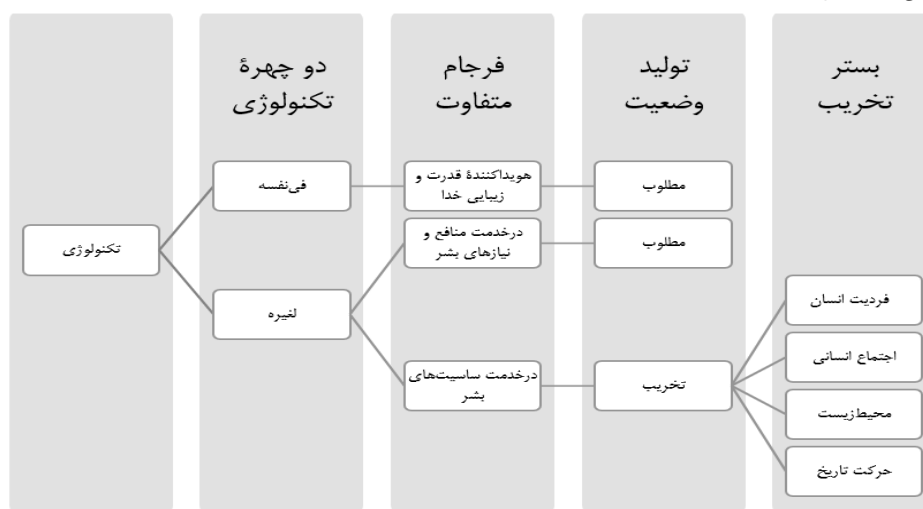 دو چهرهٔ
تکنولوژی
فرجام
متفاوت
تولید
وضعیت
بستر
تخریب
تکنولوژی
فی‌نفسه
لغیره
هویداکنندهٔ قدرت و
زیبایی خدا
درخدمت منافع و
نیازهای بشر
درخدمت ساسیت‌های
بشر
مطلوب
مطلوب
تخریب
فردیت انسان
اجتماع انسانی
محیط‌زیست
حرکت تاریخ